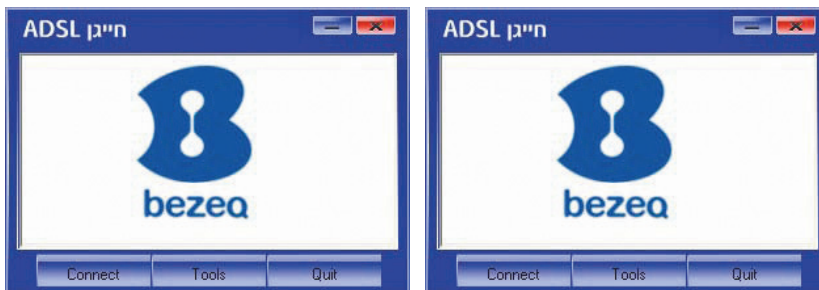 ADSL חייגן
bezeq
Connect Tools Quit
ADSL חייגן
bezeq
Connect Tools Quit